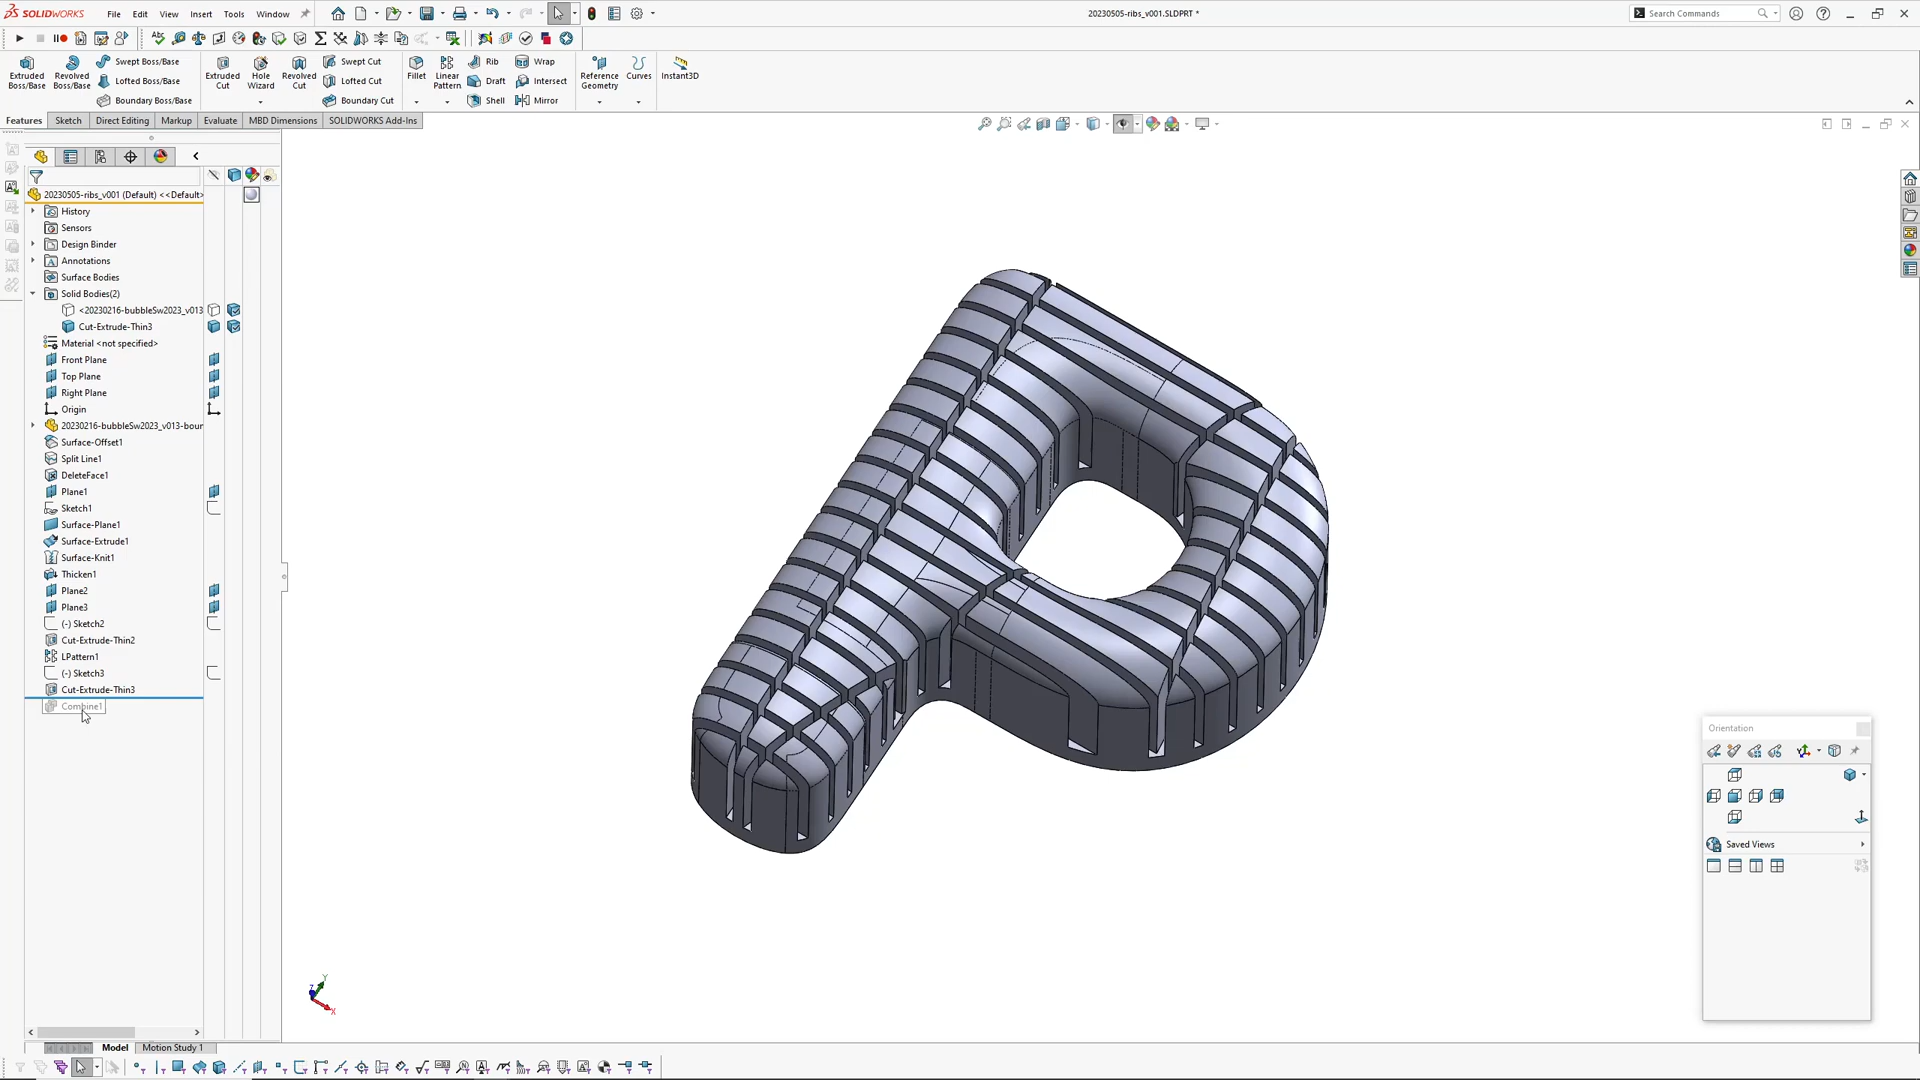 SOLIDWORKS
File Edit View Insert Tools Window
20230505-ribs_v001.SLDPRT *
Search Commands
Extruded Boss/Base
Revolved Boss/Base
Swept Boss/Base
Lofted Boss/Base
Boundary Boss/Base
Extruded Cut
Hole Wizard
Revolved Cut
Swept Cut
Lofted Cut
Boundary Cut
Fillet
Linear Pattern
Rib
Draft
Shell
Wrap
Intersect
Mirror
Reference Geometry
Curves
Instant3D
Features Sketch Direct Editing Markup Evaluate MBD Dimensions SOLIDWORKS Add-Ins
20230505-ribs_v001 (Default) <<Default>
History
Sensors
Design Binder
Annotations
Surface Bodies
Solid Bodies(2)
<20230216-bubbleSw2023_v013
Cut-Extrude-Thin3
Material <not specified>
Front Plane
Top Plane
Right Plane
Origin
20230216-bubbleSw2023_v013-bour
Surface-Offset1
Split Line1
DeleteFace1
Plane1
Sketch1
Surface-Plane1
Surface-Extrude1
Surface-Knit1
Thicken1
Plane2
Plane3
(-) Sketch2
Cut-Extrude-Thin2
LPattern1
(-) Sketch3
Cut-Extrude-Thin3
Combine1
Orientation
Saved Views
Y
Z
X
Model Motion Study 1